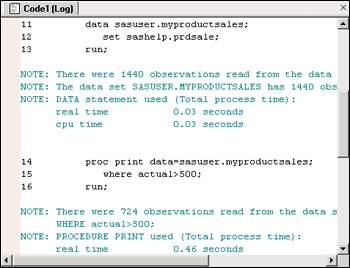 Code1 (Log)
11 data sasuser.myproductsales;
12 set sashelp.prdsale;
13 run;
NOTE: There were 1440 observations read from the data
NOTE: The data set SASUSER.MYPRODUCTSALES has 1440 obs
NOTE: DATA statement used (Total process time):
real time 0.03 seconds
cpu time 0.03 seconds
14 proc print data=sasuser.myproductsales;
15 where actual>500;
16 run;
NOTE: There were 724 observations read from the data s
WHERE actual>500;
NOTE: PROCEDURE PRINT used (Total process time):
real time 0.46 seconds